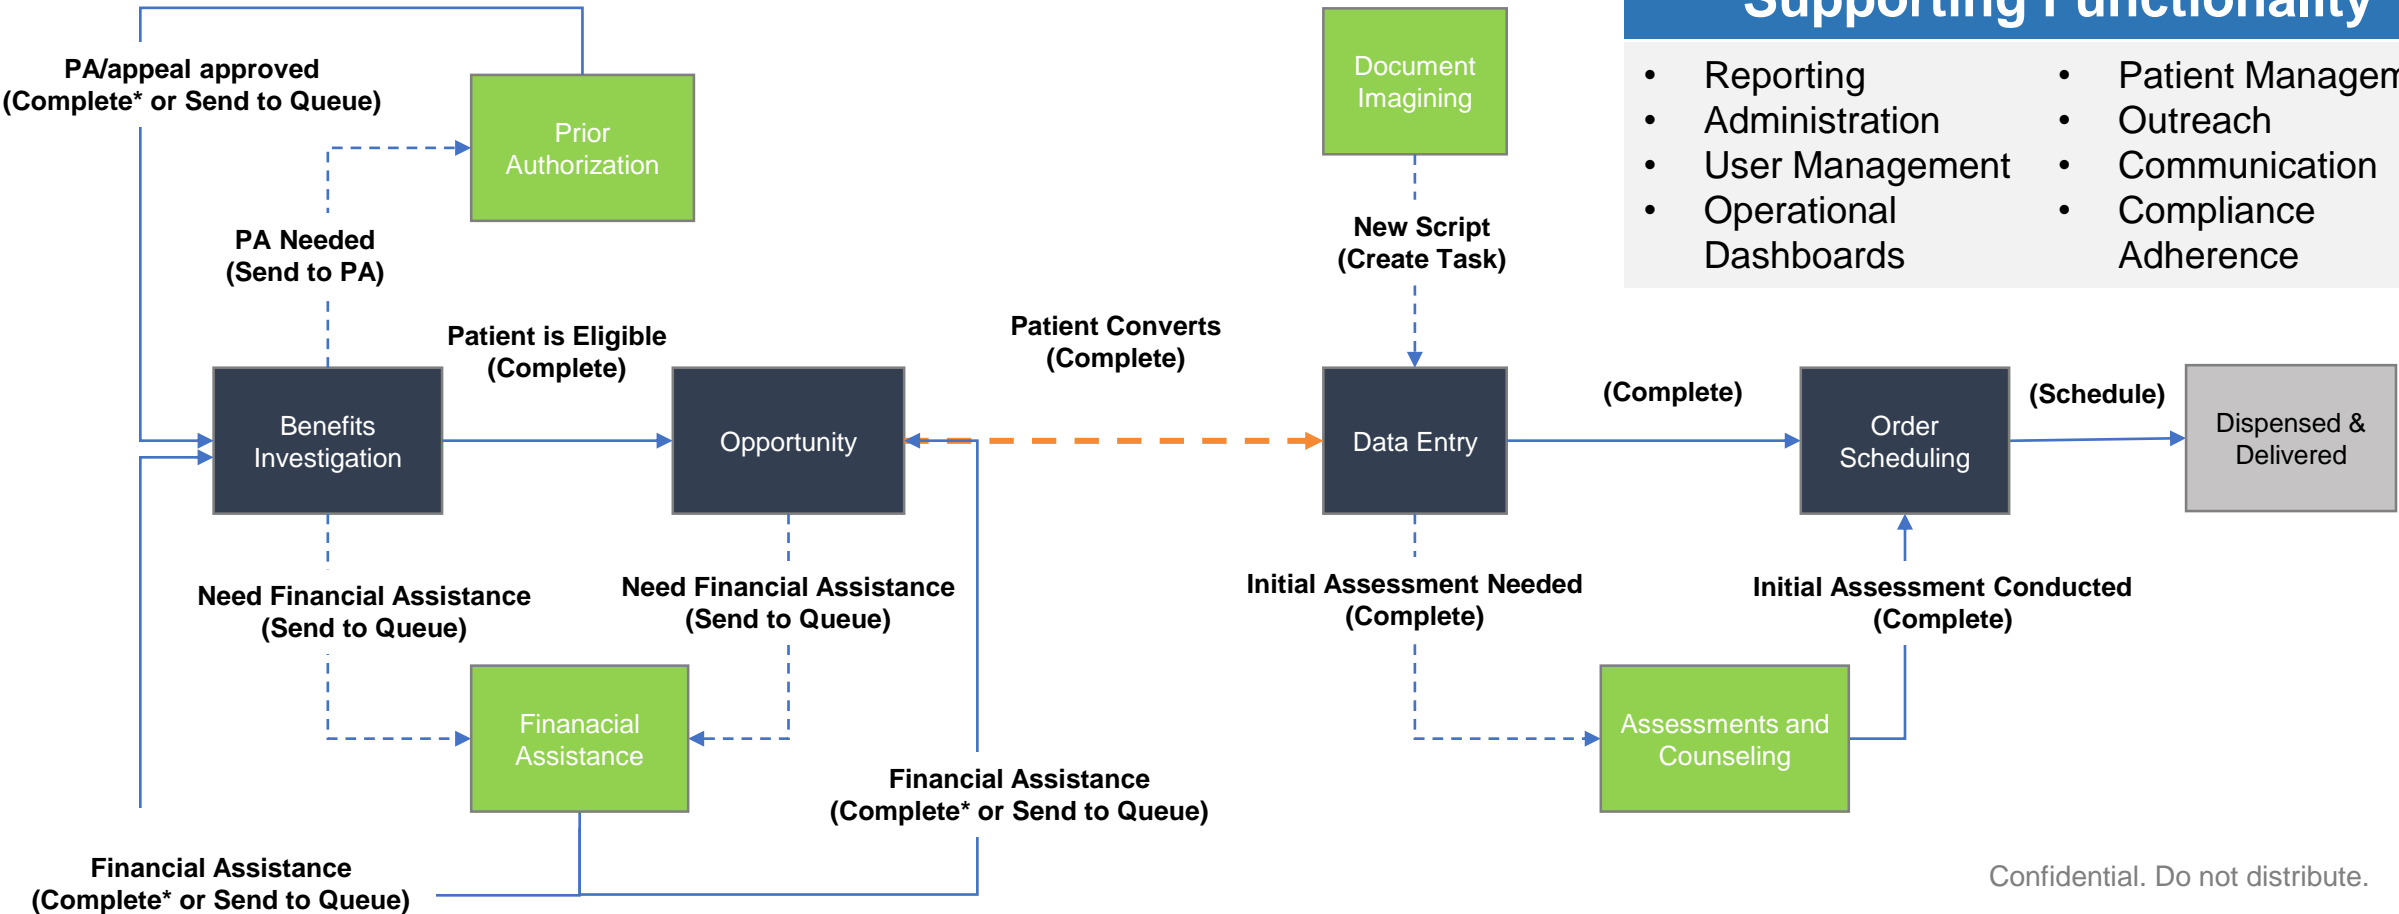 Supporting Functionality
PA/appeal approved
(Complete* or Send to Queue)
Prior
Authorization
Document
Imagining
• Reporting
• Administration
• User Management
• Operational
Dashboards
• Patient Managem
• Outreach
• Communication
• Compliance
Adherence
PA Needed
(Send to PA)
New Script
(Create Task)
Patient is Eligible
(Complete)
Patient Converts
(Complete)
Benefits
Investigation
Opportunity
Data Entry
(Complete)
Order
Scheduling
(Schedule)
Dispensed &
Delivered
Need Financial Assistance
(Send to Queue)
Need Financial Assistance
(Send to Queue)
Initial Assessment Needed
(Complete)
Initial Assessment Conducted
(Complete)
Finanacial
Assistance
Assessments and
Counseling
Financial Assistance
(Complete* or Send to Queue)
Financial Assistance
(Complete* or Send to Queue)
Confidential. Do not distribute.